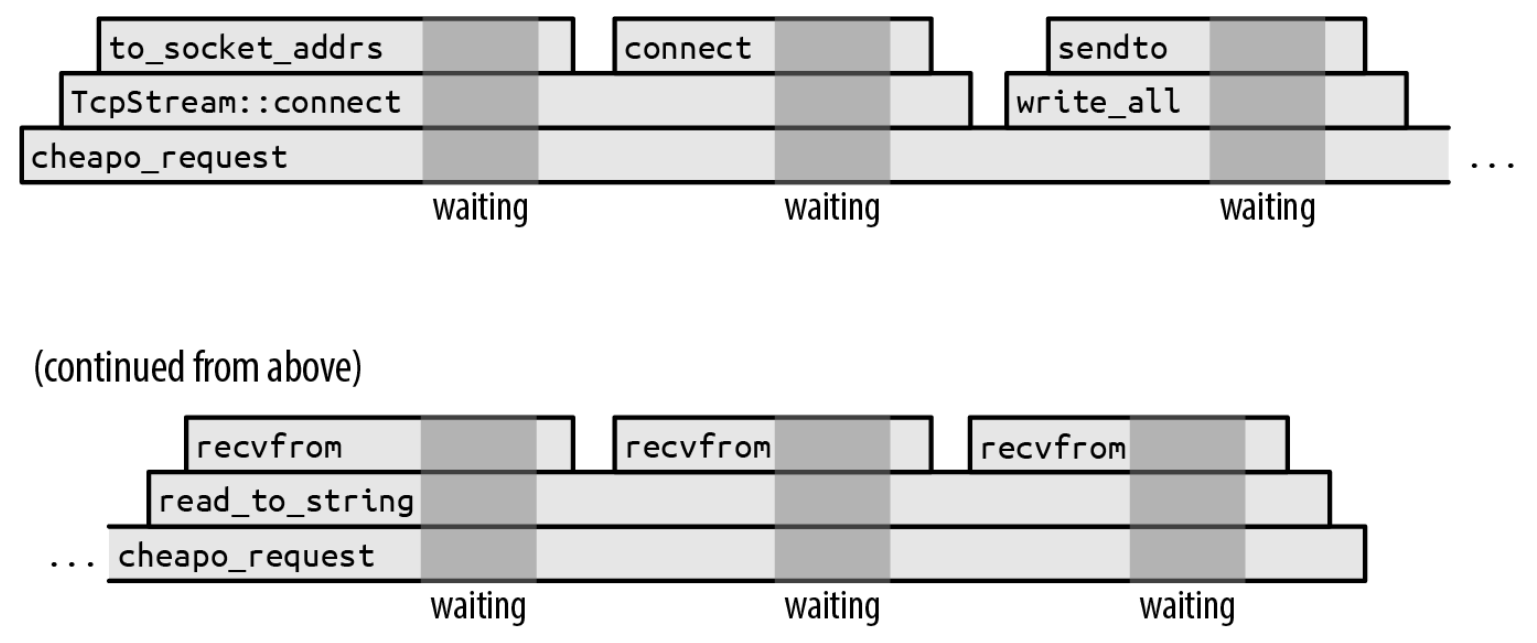 to_socket_addrs connect sendto
TcpStream::connect write_all
cheapo_request ...
waiting waiting waiting
(continued from above)
recvfrom recvfrom recvfrom
read_to_string
... cheapo_request
waiting waiting waiting